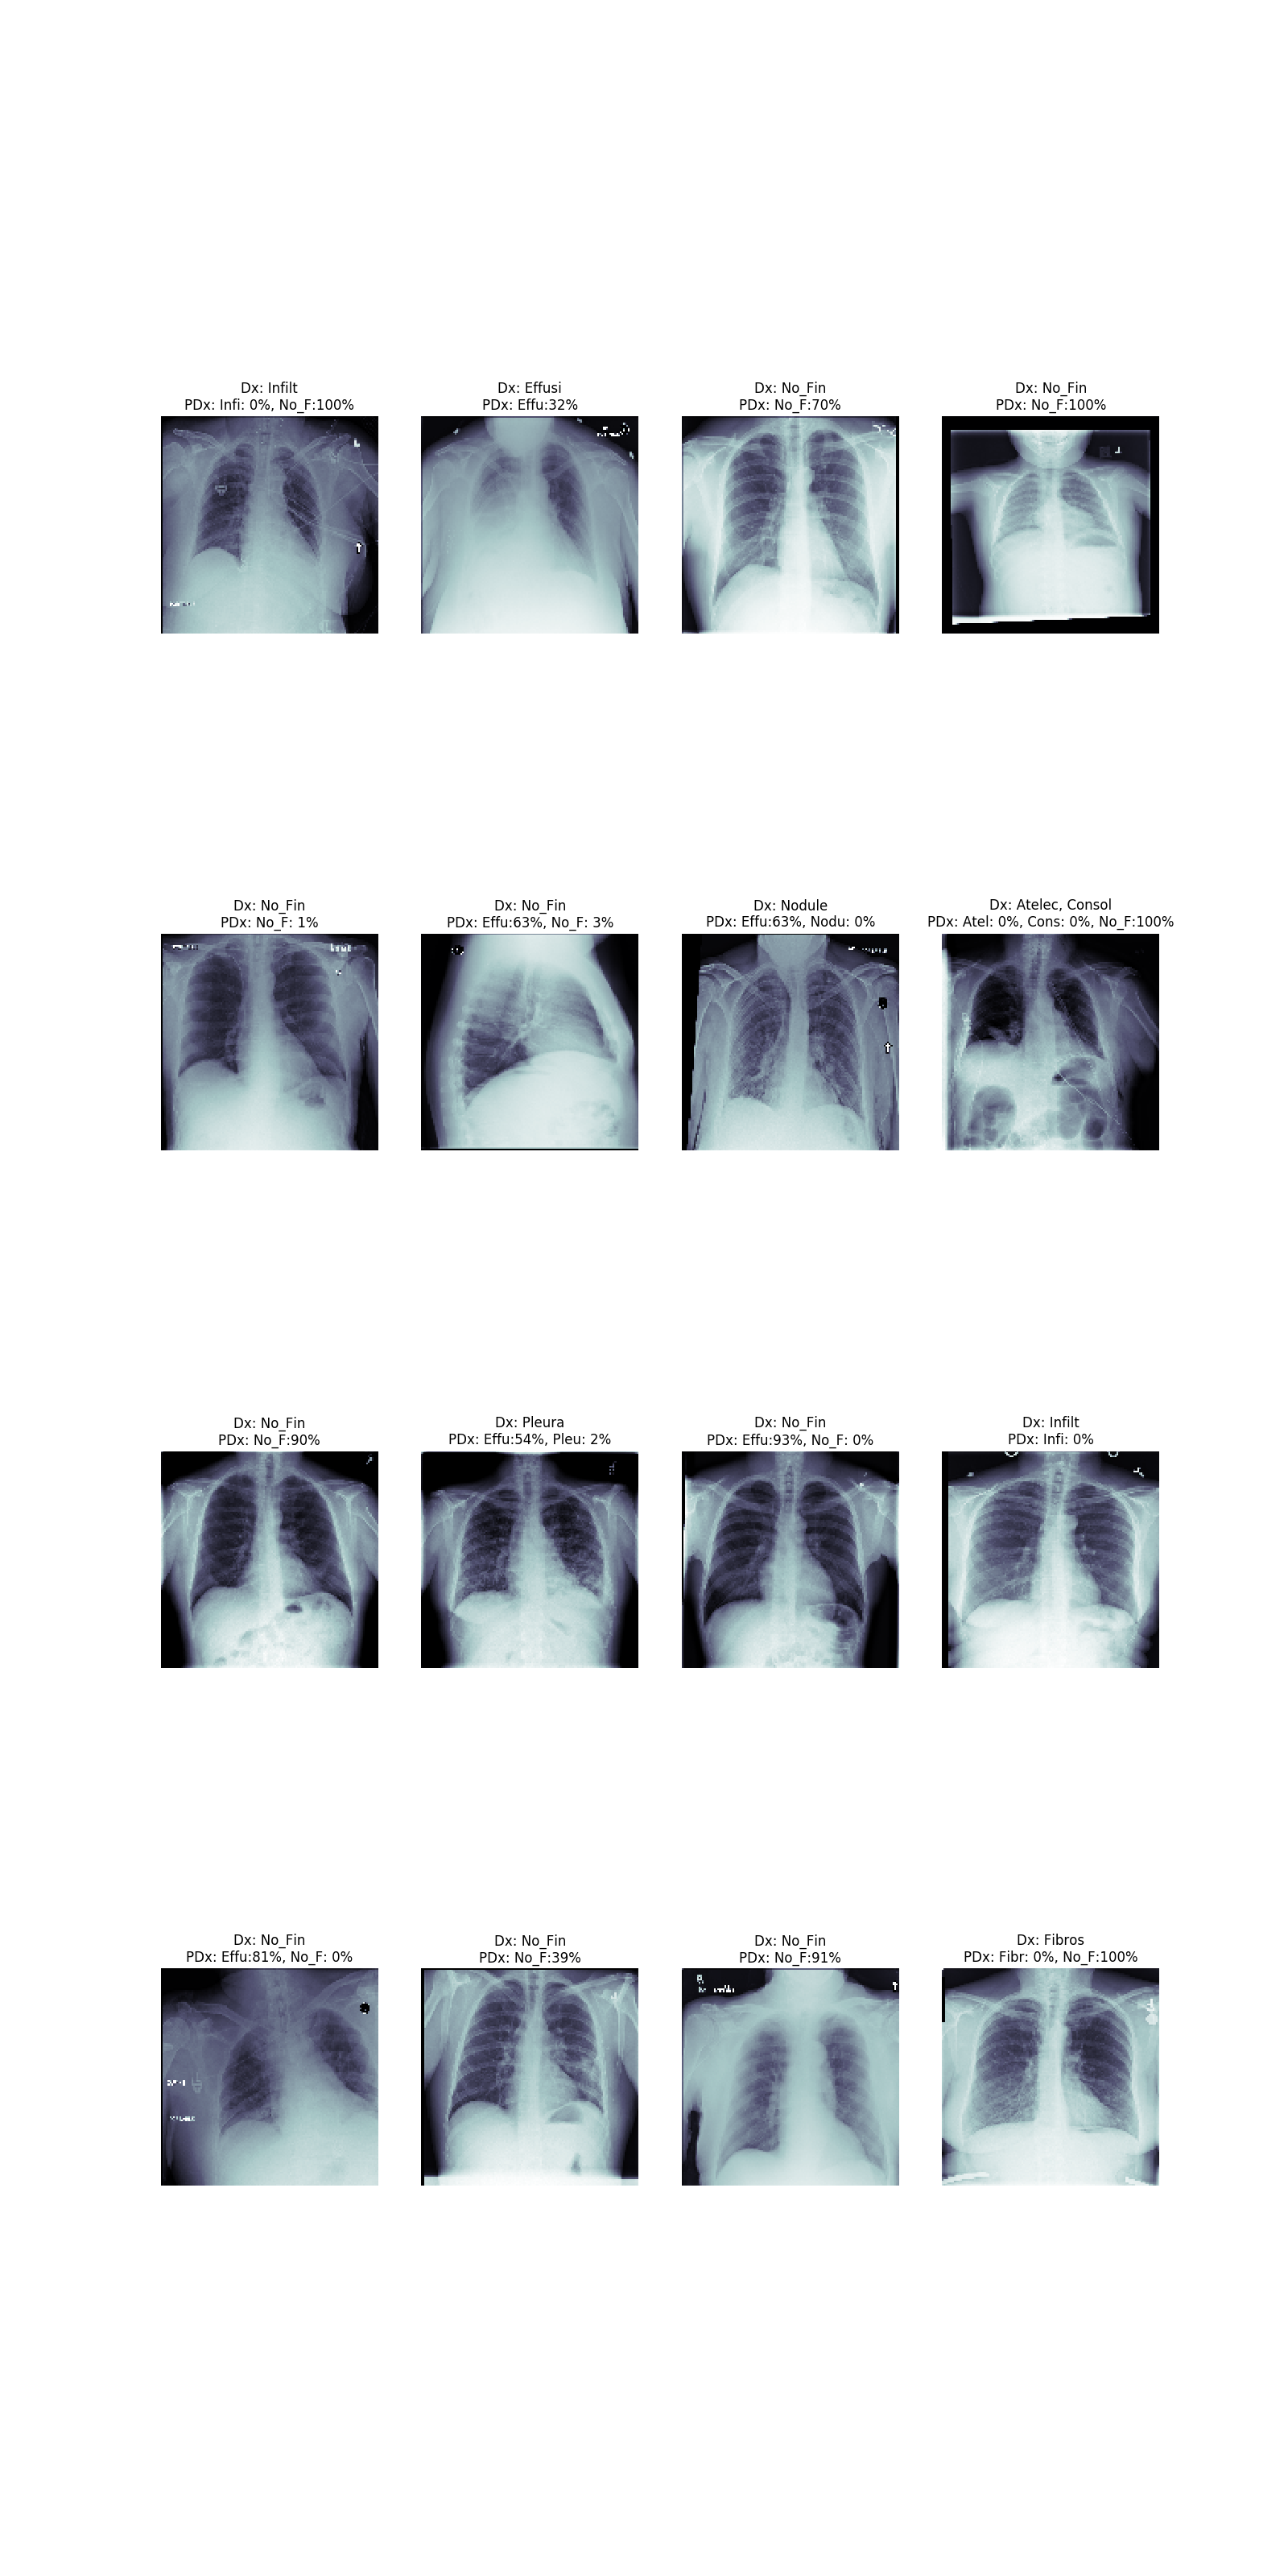 Dx: Infilt
PDx: Infi: 0%, No_F:100%
Dx: Effusi
PDx: Effu:32%
Dx: No_Fin
PDx: No_F:70%
Dx: No_Fin
PDx: No_F:100%
Dx: No_Fin
PDx: No_F: 1%
Dx: No_Fin
PDx: Effu:63%, No_F: 3%
Dx: Nodule
PDx: Effu:63%, Nodu: 0%
Dx: Atelec, Consol
PDx: Atel: 0%, Cons: 0%, No_F:100%
Dx: No_Fin
PDx: No_F:90%
Dx: Pleura
PDx: Effu:54%, Pleu: 2%
Dx: No_Fin
PDx: Effu:93%, No_F: 0%
Dx: Infilt
PDx: Infi: 0%
Dx: No_Fin
PDx: Effu:81%, No_F: 0%
Dx: No_Fin
PDx: No_F:39%
Dx: No_Fin
PDx: No_F:91%
Dx: Fibros
PDx: Fibr: 0%, No_F:100%